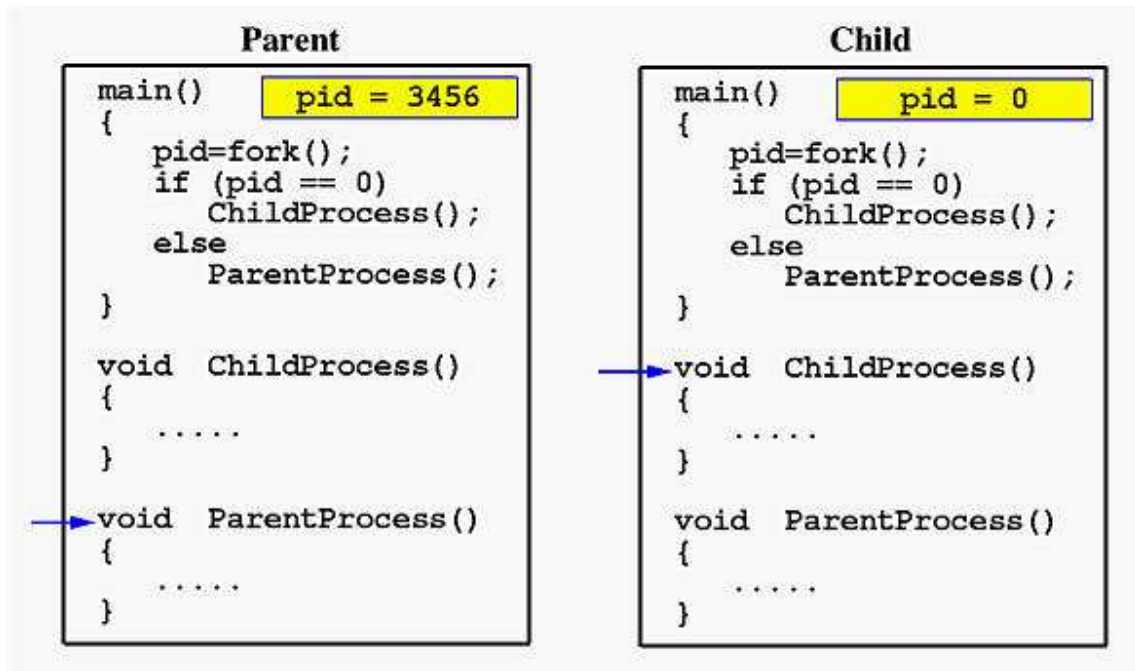 Parent
main()
pid = 3456
{
pid=fork();
if (pid == 0)
ChildProcess();
else
ParentProcess();
}
void ChildProcess()
{
.....
}
void ParentProcess()
{
.....
}
Child
main()
pid = 0
{
pid=fork();
if (pid == 0)
ChildProcess();
else
ParentProcess();
}
void ChildProcess()
{
.....
}
void ParentProcess()
{
.....
}